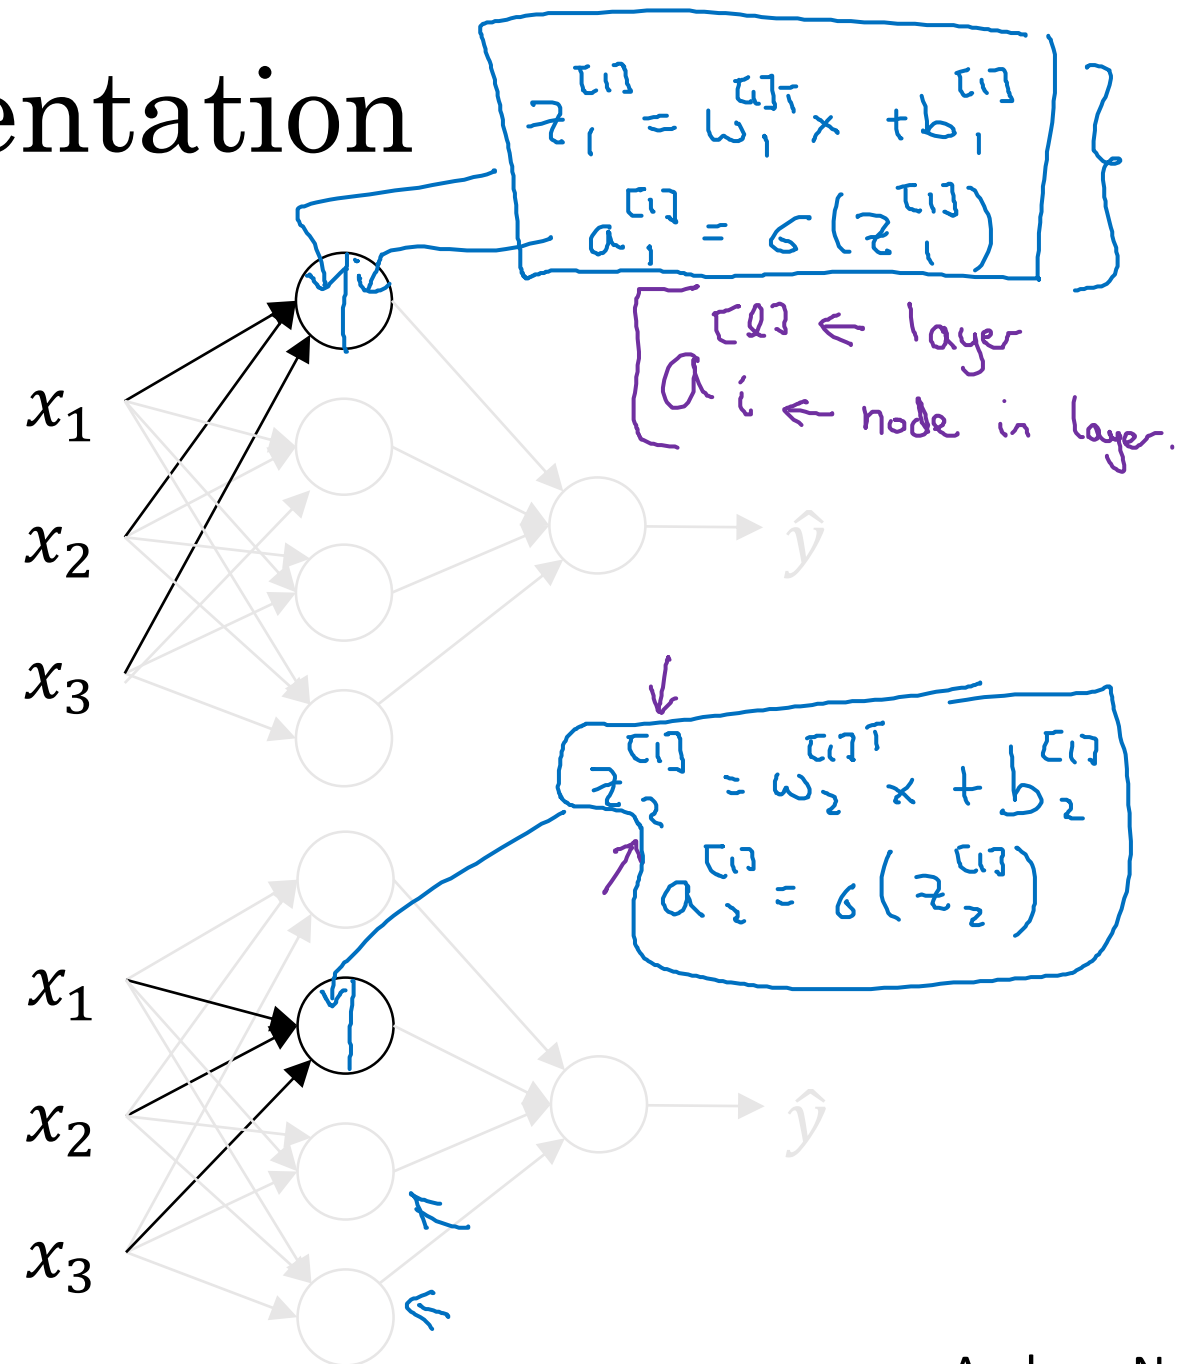 entation
z₁^[1] = w₁^[1]T x + b₁^[1]
a₁^[1] = σ(z₁^[1])
a_i^[l] ← layer
← node in layer.
x₁
x₂
ŷ
x₃
z₂^[1] = w₂^[1]T x + b₂^[1]
a₂^[1] = σ(z₂^[1])
x₁
x₂
ŷ
x₃